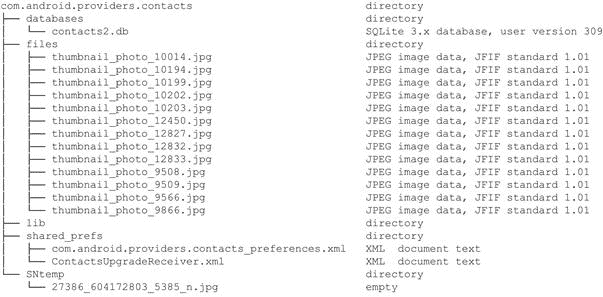 com.android.providers.contacts directory
├── databases directory
│   └── contacts2.db SQLite 3.x database, user version 309
├── files directory
│   ├── thumbnail_photo_10014.jpg JPEG image data, JFIF standard 1.01
│   ├── thumbnail_photo_10194.jpg JPEG image data, JFIF standard 1.01
│   ├── thumbnail_photo_10199.jpg JPEG image data, JFIF standard 1.01
│   ├── thumbnail_photo_10202.jpg JPEG image data, JFIF standard 1.01
│   ├── thumbnail_photo_10203.jpg JPEG image data, JFIF standard 1.01
│   ├── thumbnail_photo_12450.jpg JPEG image data, JFIF standard 1.01
│   ├── thumbnail_photo_12827.jpg JPEG image data, JFIF standard 1.01
│   ├── thumbnail_photo_12832.jpg JPEG image data, JFIF standard 1.01
│   ├── thumbnail_photo_12833.jpg JPEG image data, JFIF standard 1.01
│   ├── thumbnail_photo_9508.jpg JPEG image data, JFIF standard 1.01
│   ├── thumbnail_photo_9509.jpg JPEG image data, JFIF standard 1.01
│   ├── thumbnail_photo_9566.jpg JPEG image data, JFIF standard 1.01
│   └── thumbnail_photo_9866.jpg JPEG image data, JFIF standard 1.01
├── lib directory
├── shared_prefs directory
│   ├── com.android.providers.contacts_preferences.xml XML  document text
│   └── ContactsUpgradeReceiver.xml XML  document text
└── SNtemp directory
    └── 27386_604172803_5385_n.jpg empty